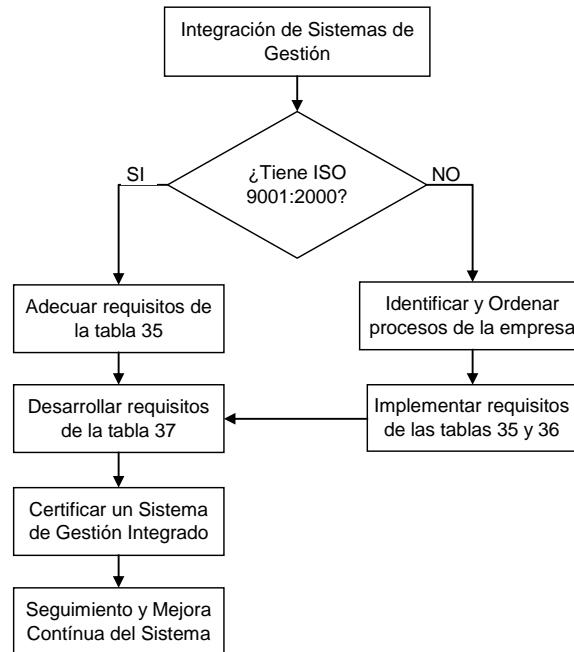 Integración de Sistemas de
Gestión
¿Tiene ISO
9001:2000?
SI
NO
Adecuar requisitos de
la tabla 35
Identificar y Ordenar
procesos de la empresa
Desarrollar requisitos
de la tabla 37
Implementar requisitos
de las tablas 35 y 36
Certificar un Sistema
de Gestión Integrado
Seguimiento y Mejora
Contínua del Sistema